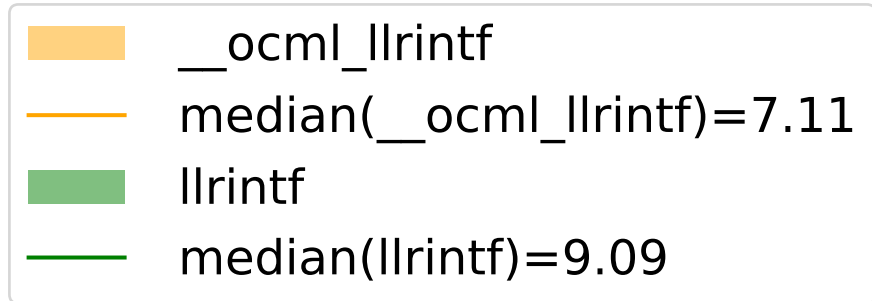 __ocml_llrintf
median(__ocml_llrintf)=7.11
llrintf
median(llrintf)=9.09